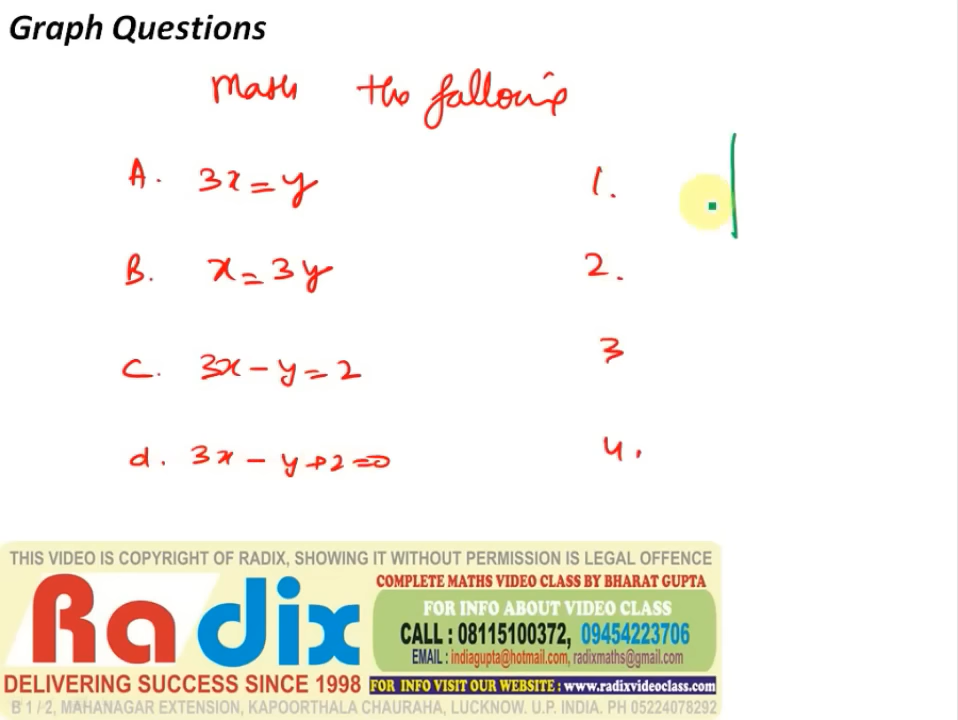 Graph Questions
Math the following
A. 3x = y
1.
B. x = 3y
2.
C. 3x - y = 2
3
d. 3x - y + 2 = 0
4.
THIS VIDEO IS COPYRIGHT OF RADIX, SHOWING IT WITHOUT PERMISSION IS LEGAL OFFENCE
Radix
COMPLETE MATHS VIDEO CLASS BY BHARAT GUPTA
FOR INFO ABOUT VIDEO CLASS
CALL : 08115100372, 09454223706
EMAIL : indiagupta@hotmail.com, radixmaths@gmail.com
DELIVERING SUCCESS SINCE 1998
FOR INFO VISIT OUR WEBSITE : www.radixvideoclass.com
B 1 / 2, MAHANAGAR EXTENSION, KAPOORTHALA CHAURAHA, LUCKNOW. U.P. INDIA. PH 05224078292